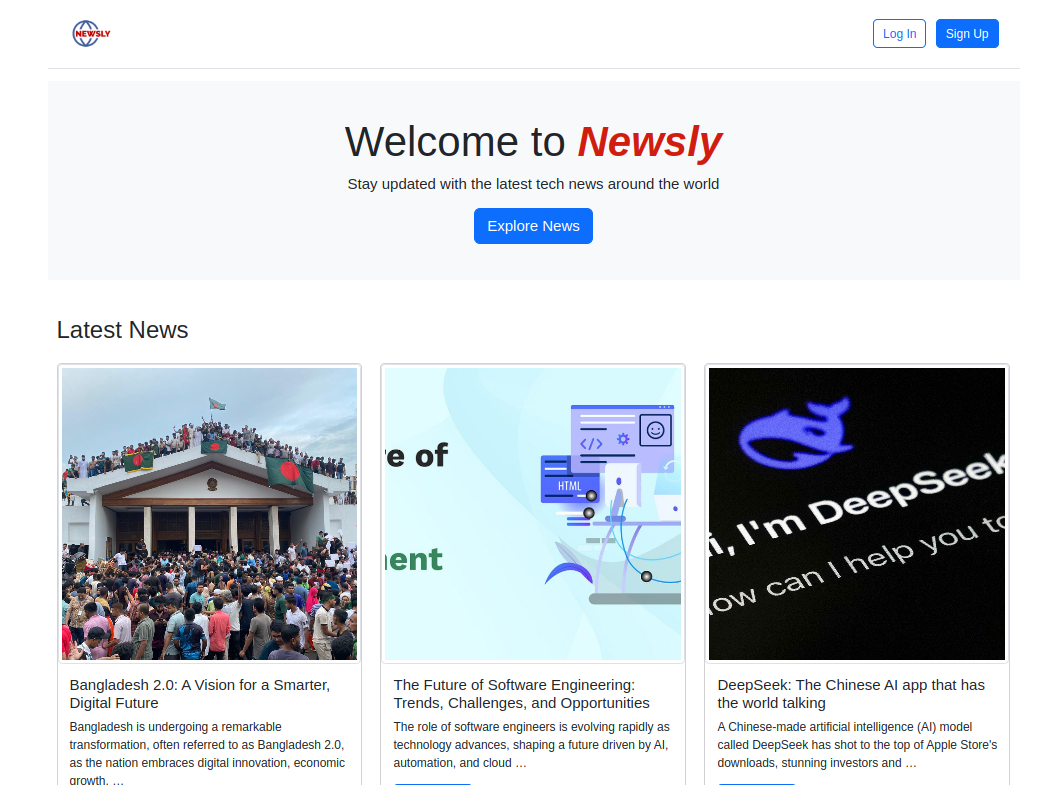 NEWSLY
Log In
Sign Up
Welcome to Newsly
Stay updated with the latest tech news around the world
Explore News
Latest News
e of
ent
HTML
</>
i, I'm DeepSeek
ow can I help you to
Bangladesh 2.0: A Vision for a Smarter,
Digital Future
Bangladesh is undergoing a remarkable
transformation, often referred to as Bangladesh 2.0,
as the nation embraces digital innovation, economic
growth, …
The Future of Software Engineering:
Trends, Challenges, and Opportunities
The role of software engineers is evolving rapidly as
technology advances, shaping a future driven by AI,
automation, and cloud …
DeepSeek: The Chinese AI app that has
the world talking
A Chinese-made artificial intelligence (AI) model
called DeepSeek has shot to the top of Apple Store's
downloads, stunning investors and …